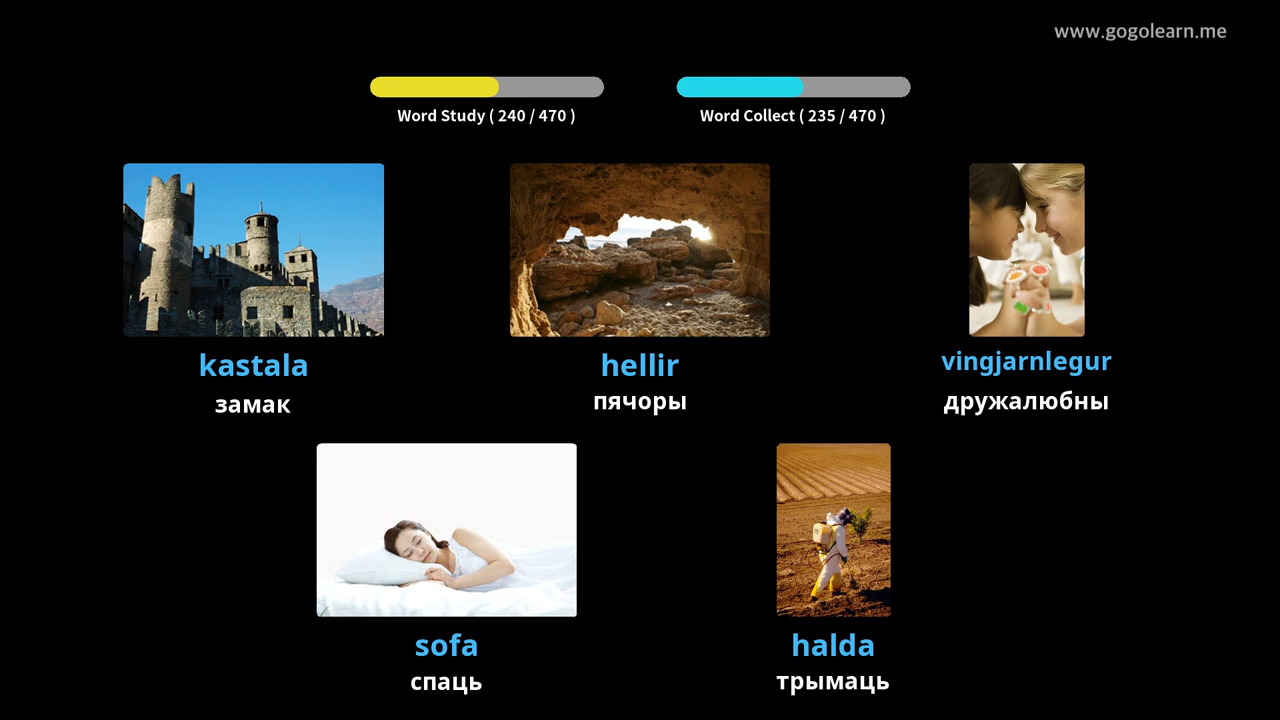 www.gogolearn.me
Word Study ( 240 / 470 )
Word Collect ( 235 / 470 )
kastala
замак
hellir
пячоры
vingjarnlegur
дружалюбны
sofa
спаць
halda
трымаць